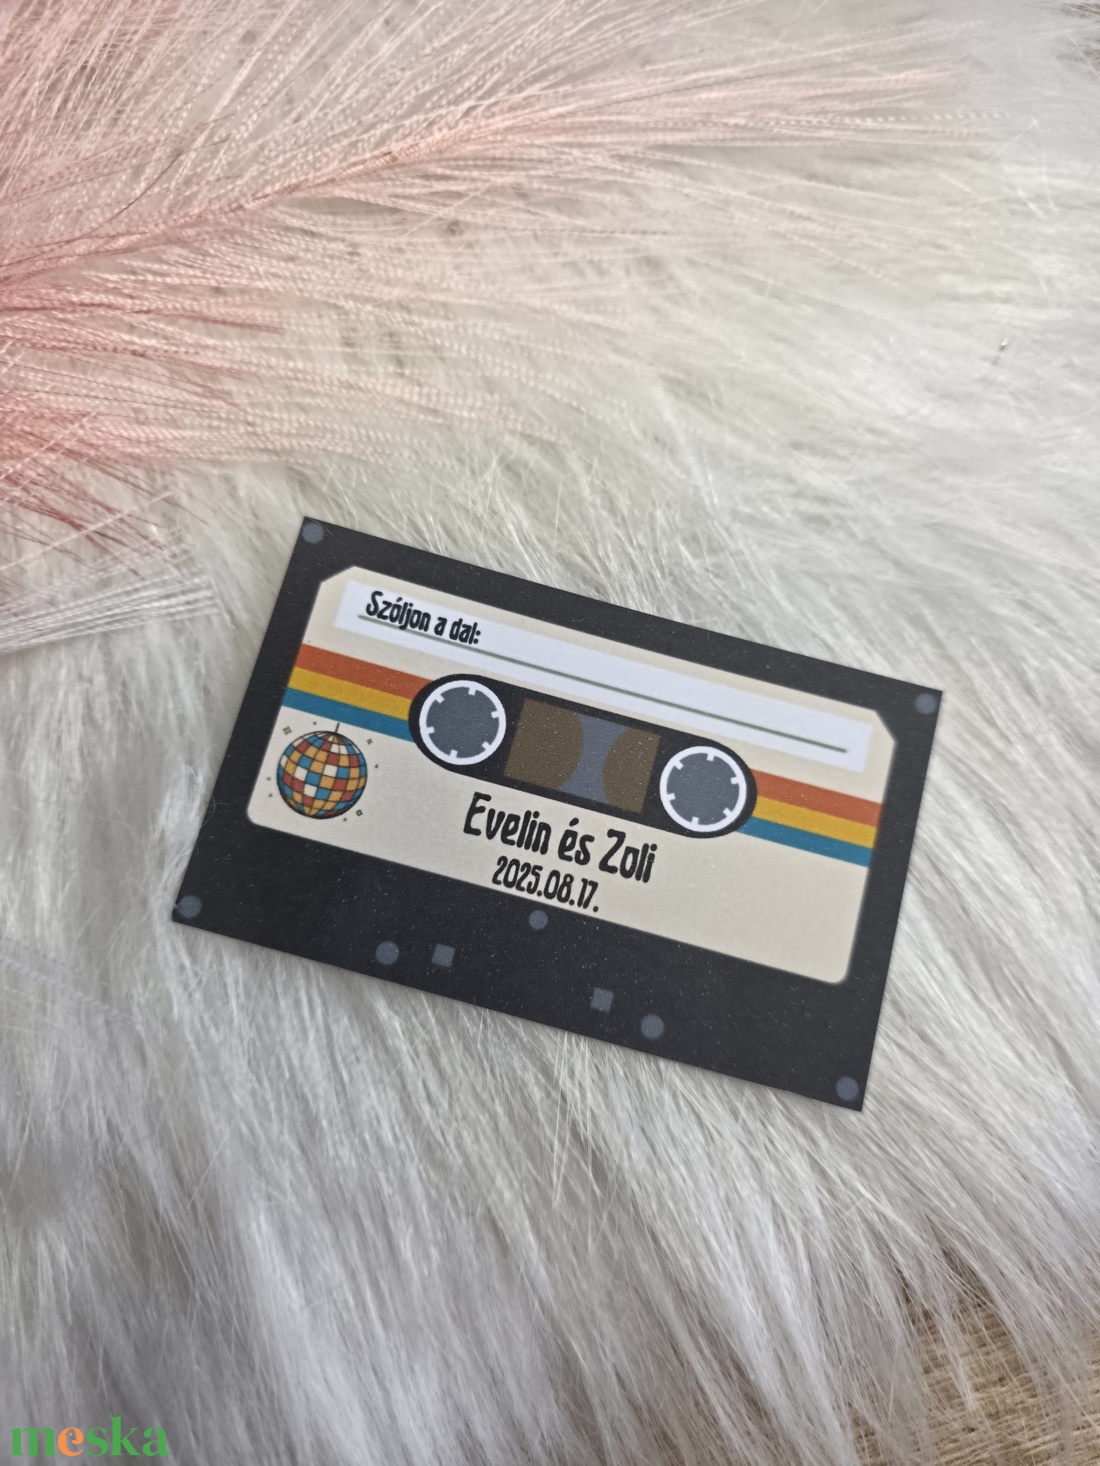 Szóljon a dal:
Evelin és Zoli
2025.08.17.
meska